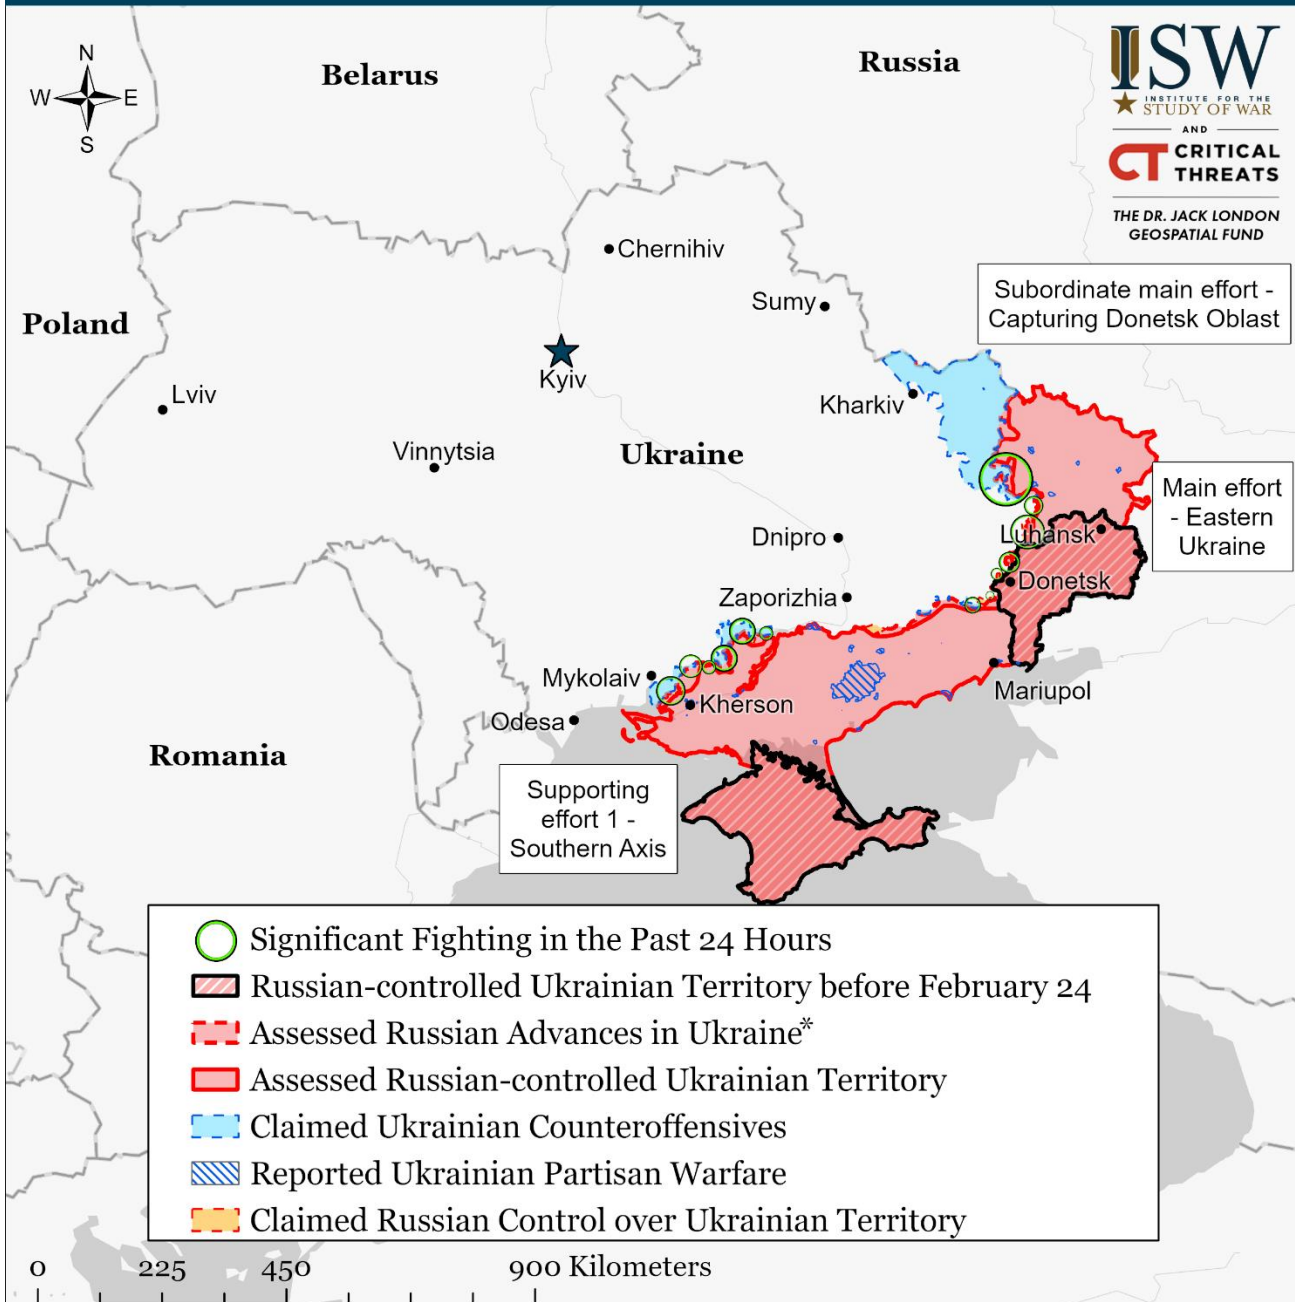 N
W
E
S
Belarus
Russia
ISW
INSTITUTE FOR THE
STUDY OF WAR
AND
CT CRITICAL
THREATS
THE DR. JACK LONDON
GEOSPATIAL FUND
Chernihiv
Sumy
Subordinate main effort -
Capturing Donetsk Oblast
Poland
Kyiv
Lviv
Kharkiv
Vinnytsia
Ukraine
Main effort
- Eastern
Ukraine
Dnipro
Luhansk
Donetsk
Zaporizhia
Mykolaiv
Mariupol
Kherson
Odesa
Romania
Supporting
effort 1 -
Southern Axis
Significant Fighting in the Past 24 Hours
Russian-controlled Ukrainian Territory before February 24
Assessed Russian Advances in Ukraine*
Assessed Russian-controlled Ukrainian Territory
Claimed Ukrainian Counteroffensives
Reported Ukrainian Partisan Warfare
Claimed Russian Control over Ukrainian Territory
0 225 450 900 Kilometers